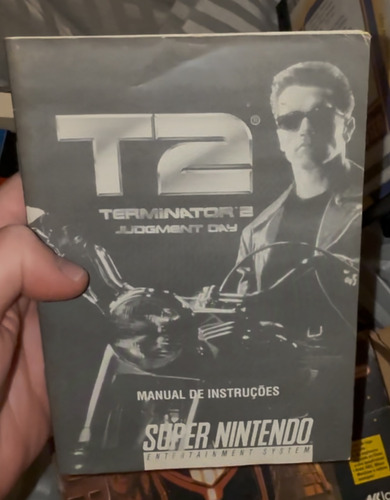 T2®
TERMINATOR 2
JUDGMENT DAY
MANUAL DE INSTRUÇÕES
SUPER NINTENDO
ENTERTAINMENT SYSTEM